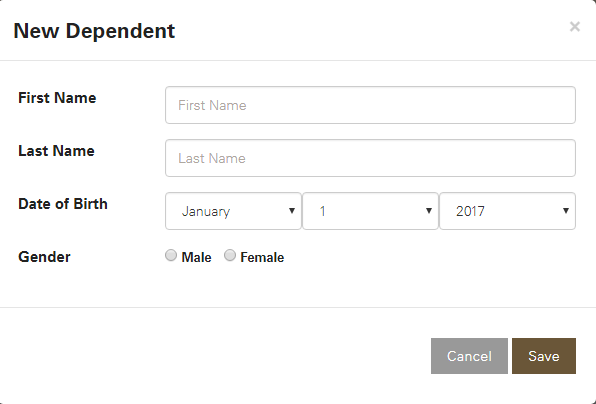 New Dependent ×
First Name First Name
Last Name Last Name
Date of Birth January 1 2017
Gender Male Female
Cancel Save